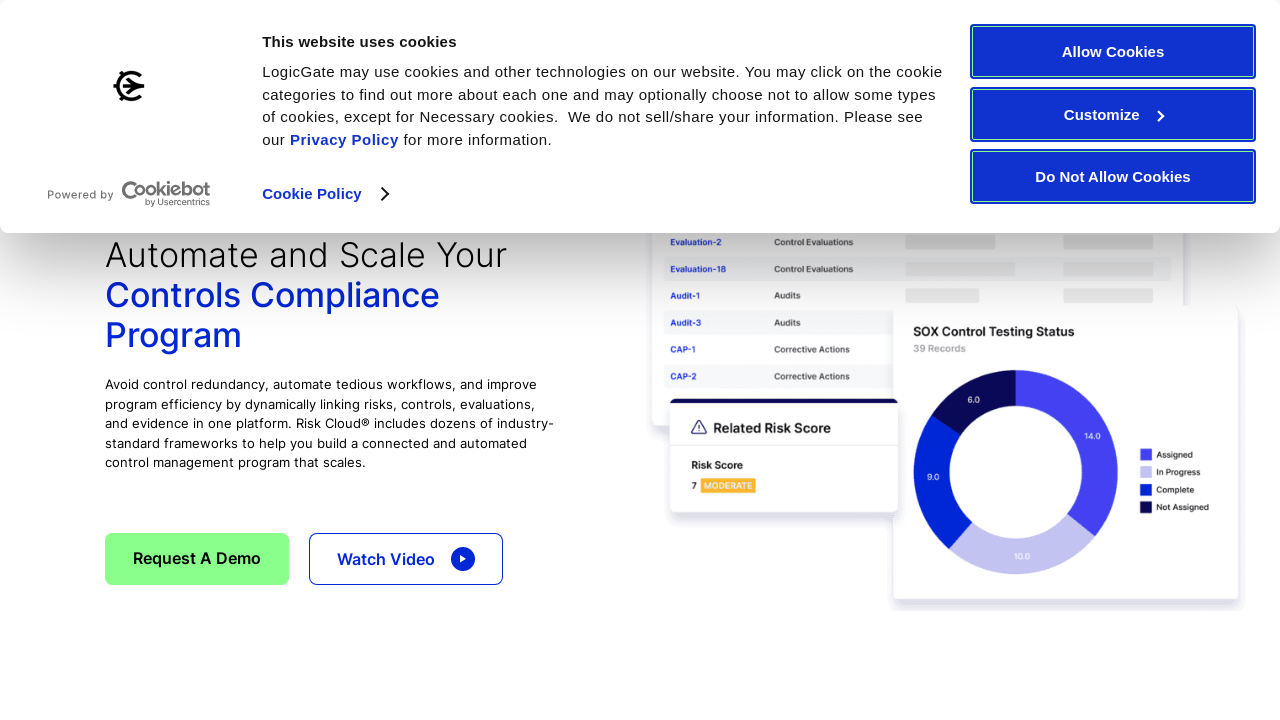 This website uses cookies
LogicGate may use cookies and other technologies on our website. You may click on the cookie
categories to find out more about each one and may optionally choose not to allow some types
of cookies, except for Necessary cookies.  We do not sell/share your information. Please see
our Privacy Policy for more information.
Cookie Policy
Powered by Cookiebot
by Usercentrics
Allow Cookies
Customize
Do Not Allow Cookies
Automate and Scale Your
Controls Compliance
Program
Avoid control redundancy, automate tedious workflows, and improve
program efficiency by dynamically linking risks, controls, evaluations,
and evidence in one platform. Risk Cloud® includes dozens of industry-
standard frameworks to help you build a connected and automated
control management program that scales.
Request A Demo
Watch Video
Evaluation-2 Control Evaluations
Evaluation-18 Control Evaluations
Audit-1 Audits
Audit-3 Audits
CAP-1 Corrective Actions
CAP-2 Corrective Actions
Related Risk Score
Risk Score
7 MODERATE
SOX Control Testing Status
39 Records
6.0
14.0
9.0
10.0
Assigned
In Progress
Complete
Not Assigned